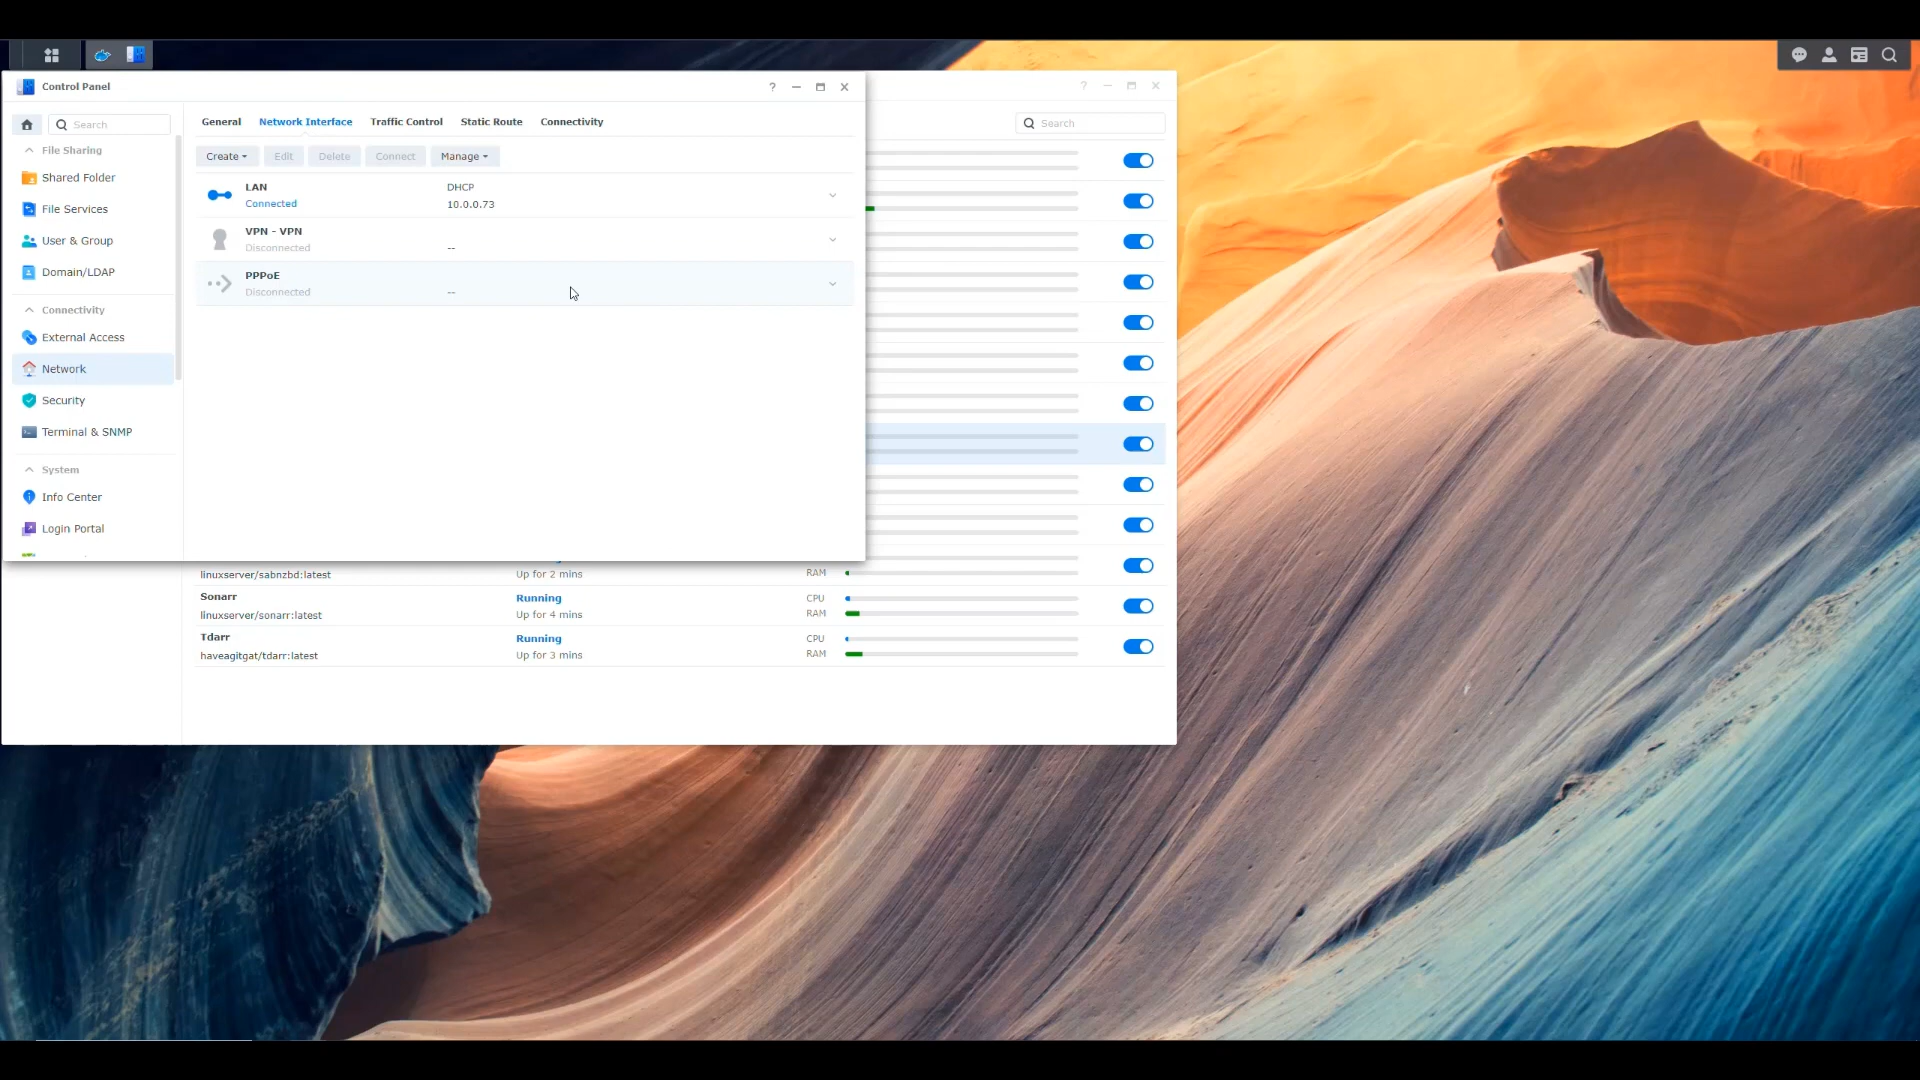 Control Panel
?
?
Search
General Network Interface Traffic Control Static Route Connectivity
Search
File Sharing
Create Edit Delete Connect Manage
Shared Folder
LAN DHCP
Connected 10.0.0.73
File Services
VPN - VPN
User & Group
Disconnected --
Domain/LDAP
PPPoE
Disconnected --
Connectivity
External Access
Network
Security
Terminal & SNMP
System
Info Center
Login Portal
linuxserver/sabnzbd:latest Up for 2 mins RAM
Sonarr Running CPU
linuxserver/sonarr:latest Up for 4 mins RAM
Tdarr Running CPU
haveagitgat/tdarr:latest Up for 3 mins RAM